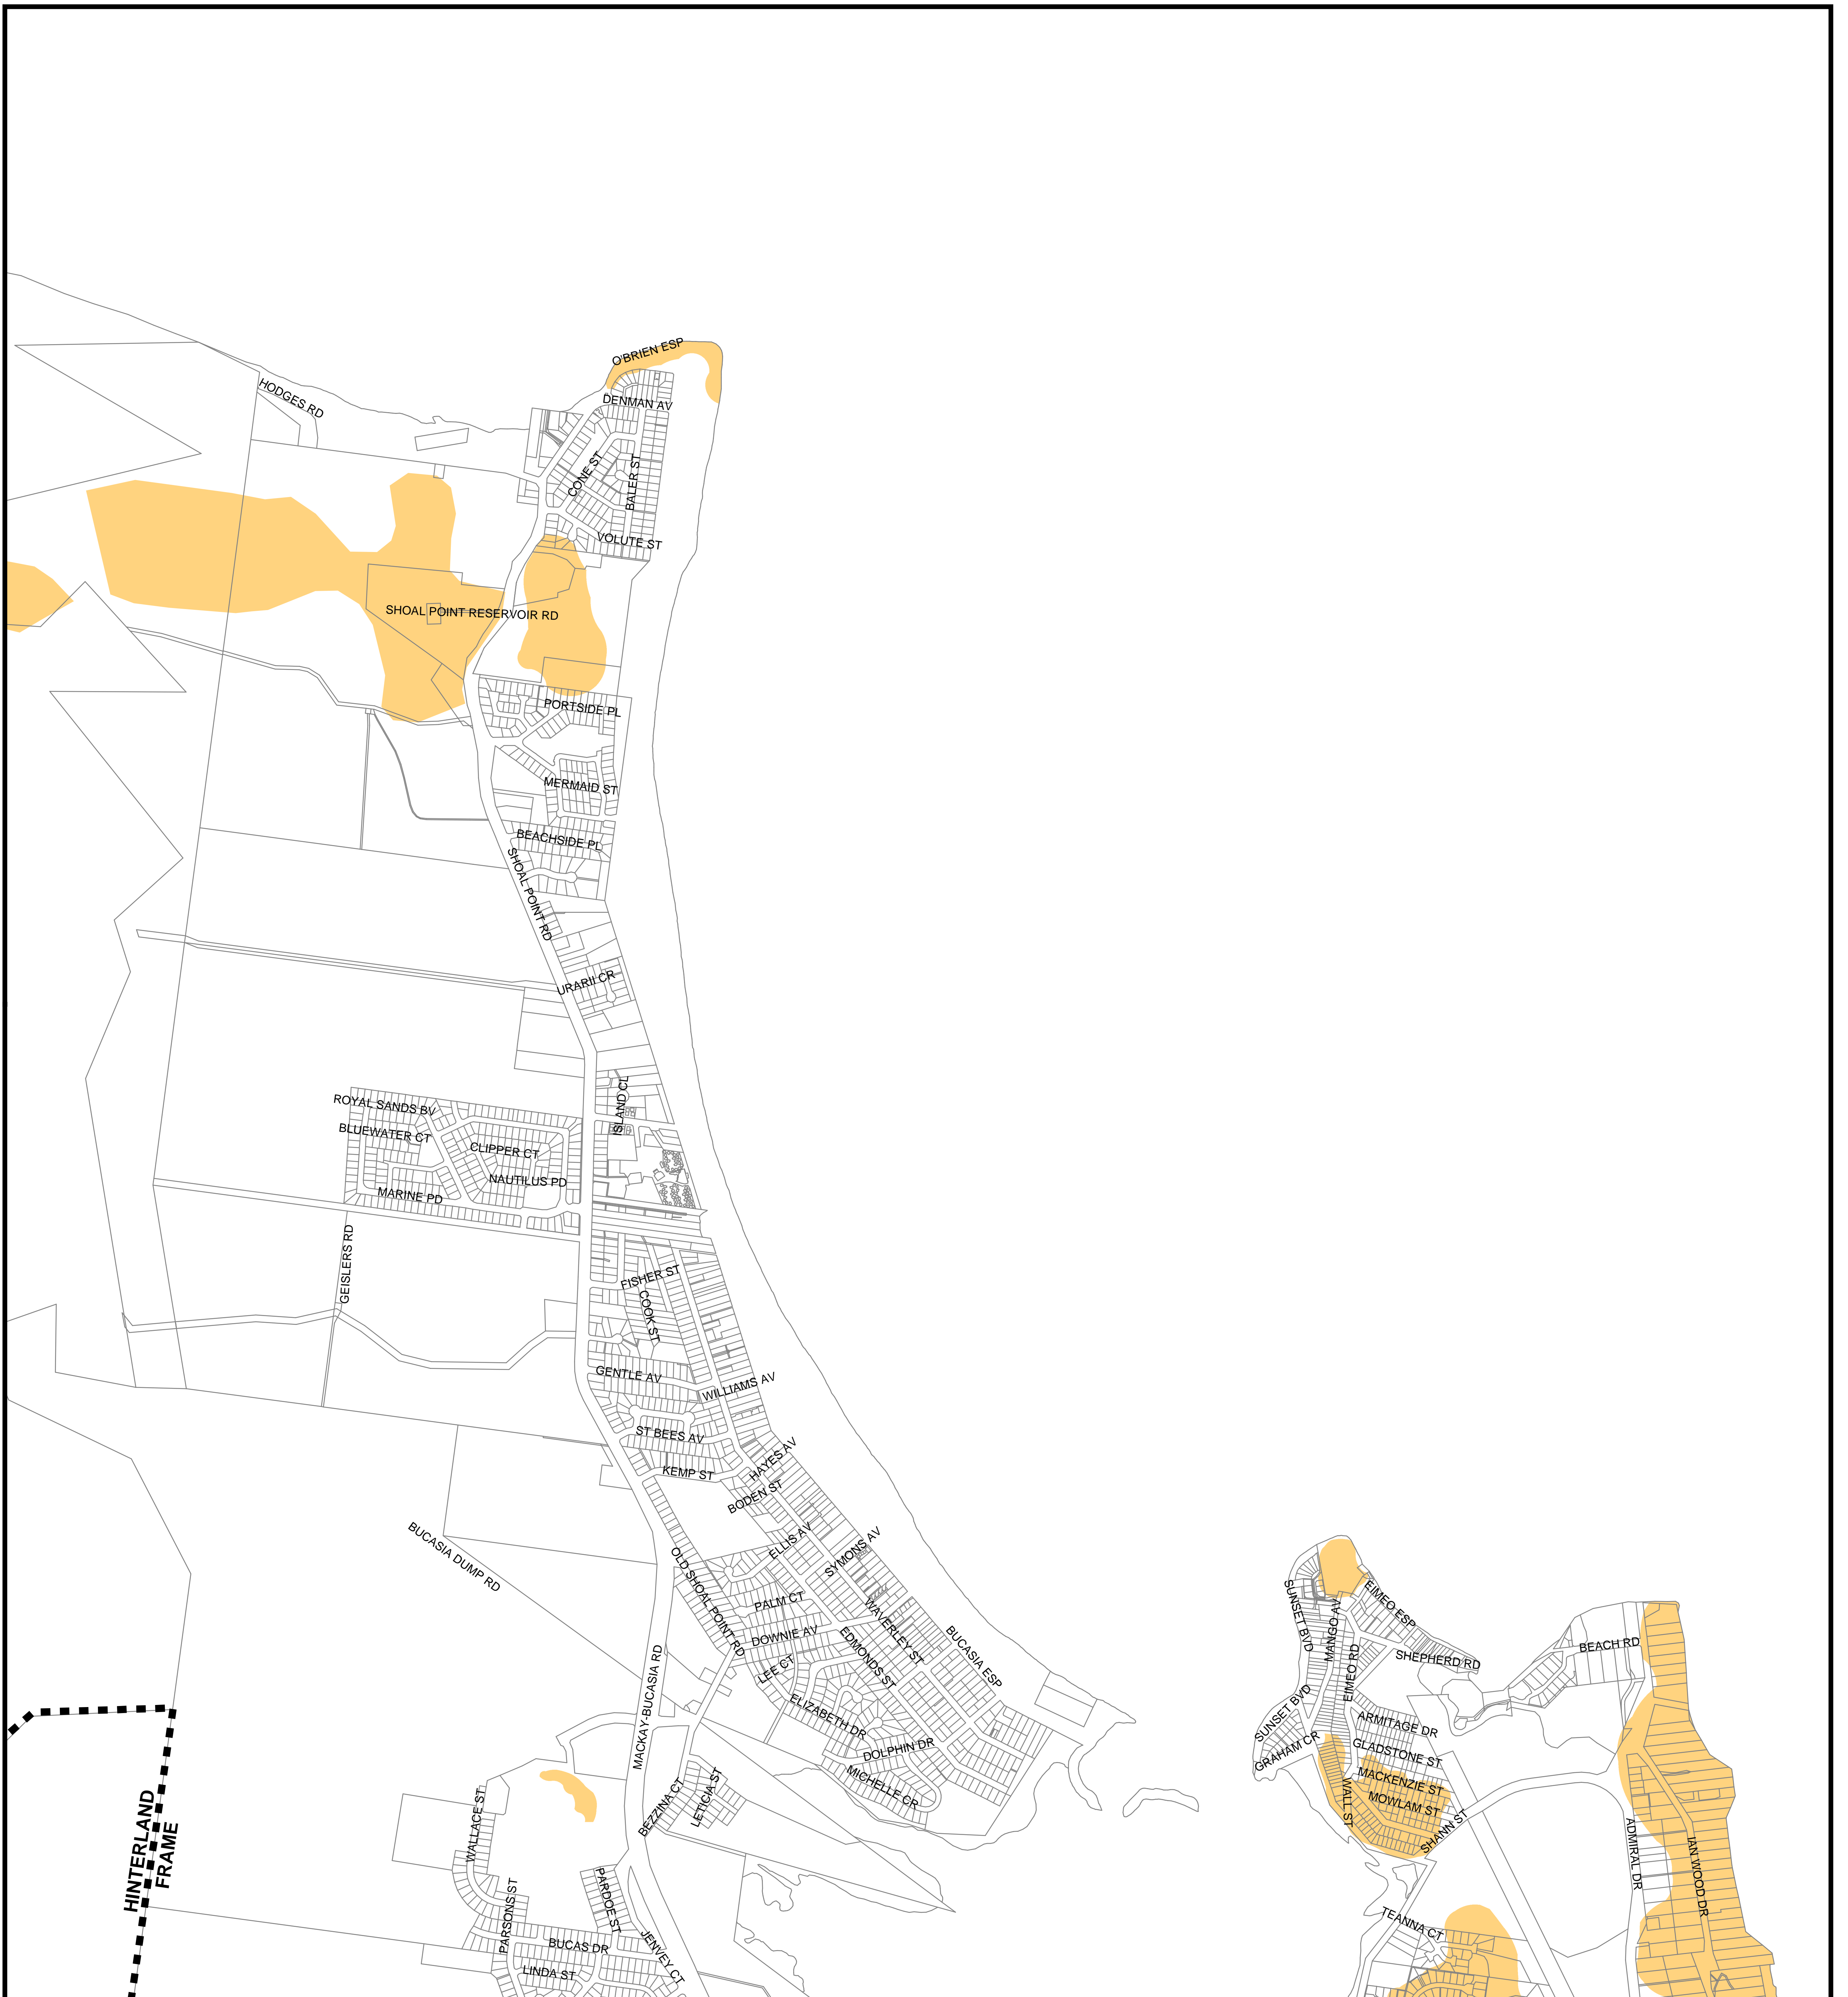 O'BRIEN ESP
HODGES RD
DENMAN AV
CONE ST
BALER ST
VOLUTE ST
SHOAL POINT RESERVOIR RD
PORTSIDE PL
MERMAID ST
BEACHSIDE PL
SHOAL POINT RD
URARII CR
ISLAND CL
ROYAL SANDS BV
BLUEWATER CT
CLIPPER CT
NAUTILUS PD
MARINE PD
GEISLERS RD
FISHER ST
COOK ST
GENTLE AV
WILLIAMS AV
ST BEES AV
HAYES AV
KEMP ST
BODEN ST
BUCASIA DUMP RD
ELLIS AV
SYMONS AV
OLD SHOAL POINT RD
PALM CT
WAVERLEY ST
DOWNIE AV
EDMONDS ST
BUCASIA ESP
LEE CT
MACKAY-BUCASIA RD
ELIZABETH DR
DOLPHIN DR
MICHELLE CR
SUNSET BVD
MANGO AV
EIMEO ESP
EIMEO RD
SHEPHERD RD
BEACH RD
SUNSET BVD
ARMITAGE DR
GRAHAM CR
GLADSTONE ST
MACKENZIE ST
WALL ST
MOWLAM ST
SHANN ST
ADMIRAL DR
IAN WOOD DR
BEZZINA CT
LETICIA ST
WALLACE ST
HINTERLAND
FRAME
PARDOE ST
PARSONS ST
BUCAS DR
JENVEY CT
LINDA ST
TEANNA CT